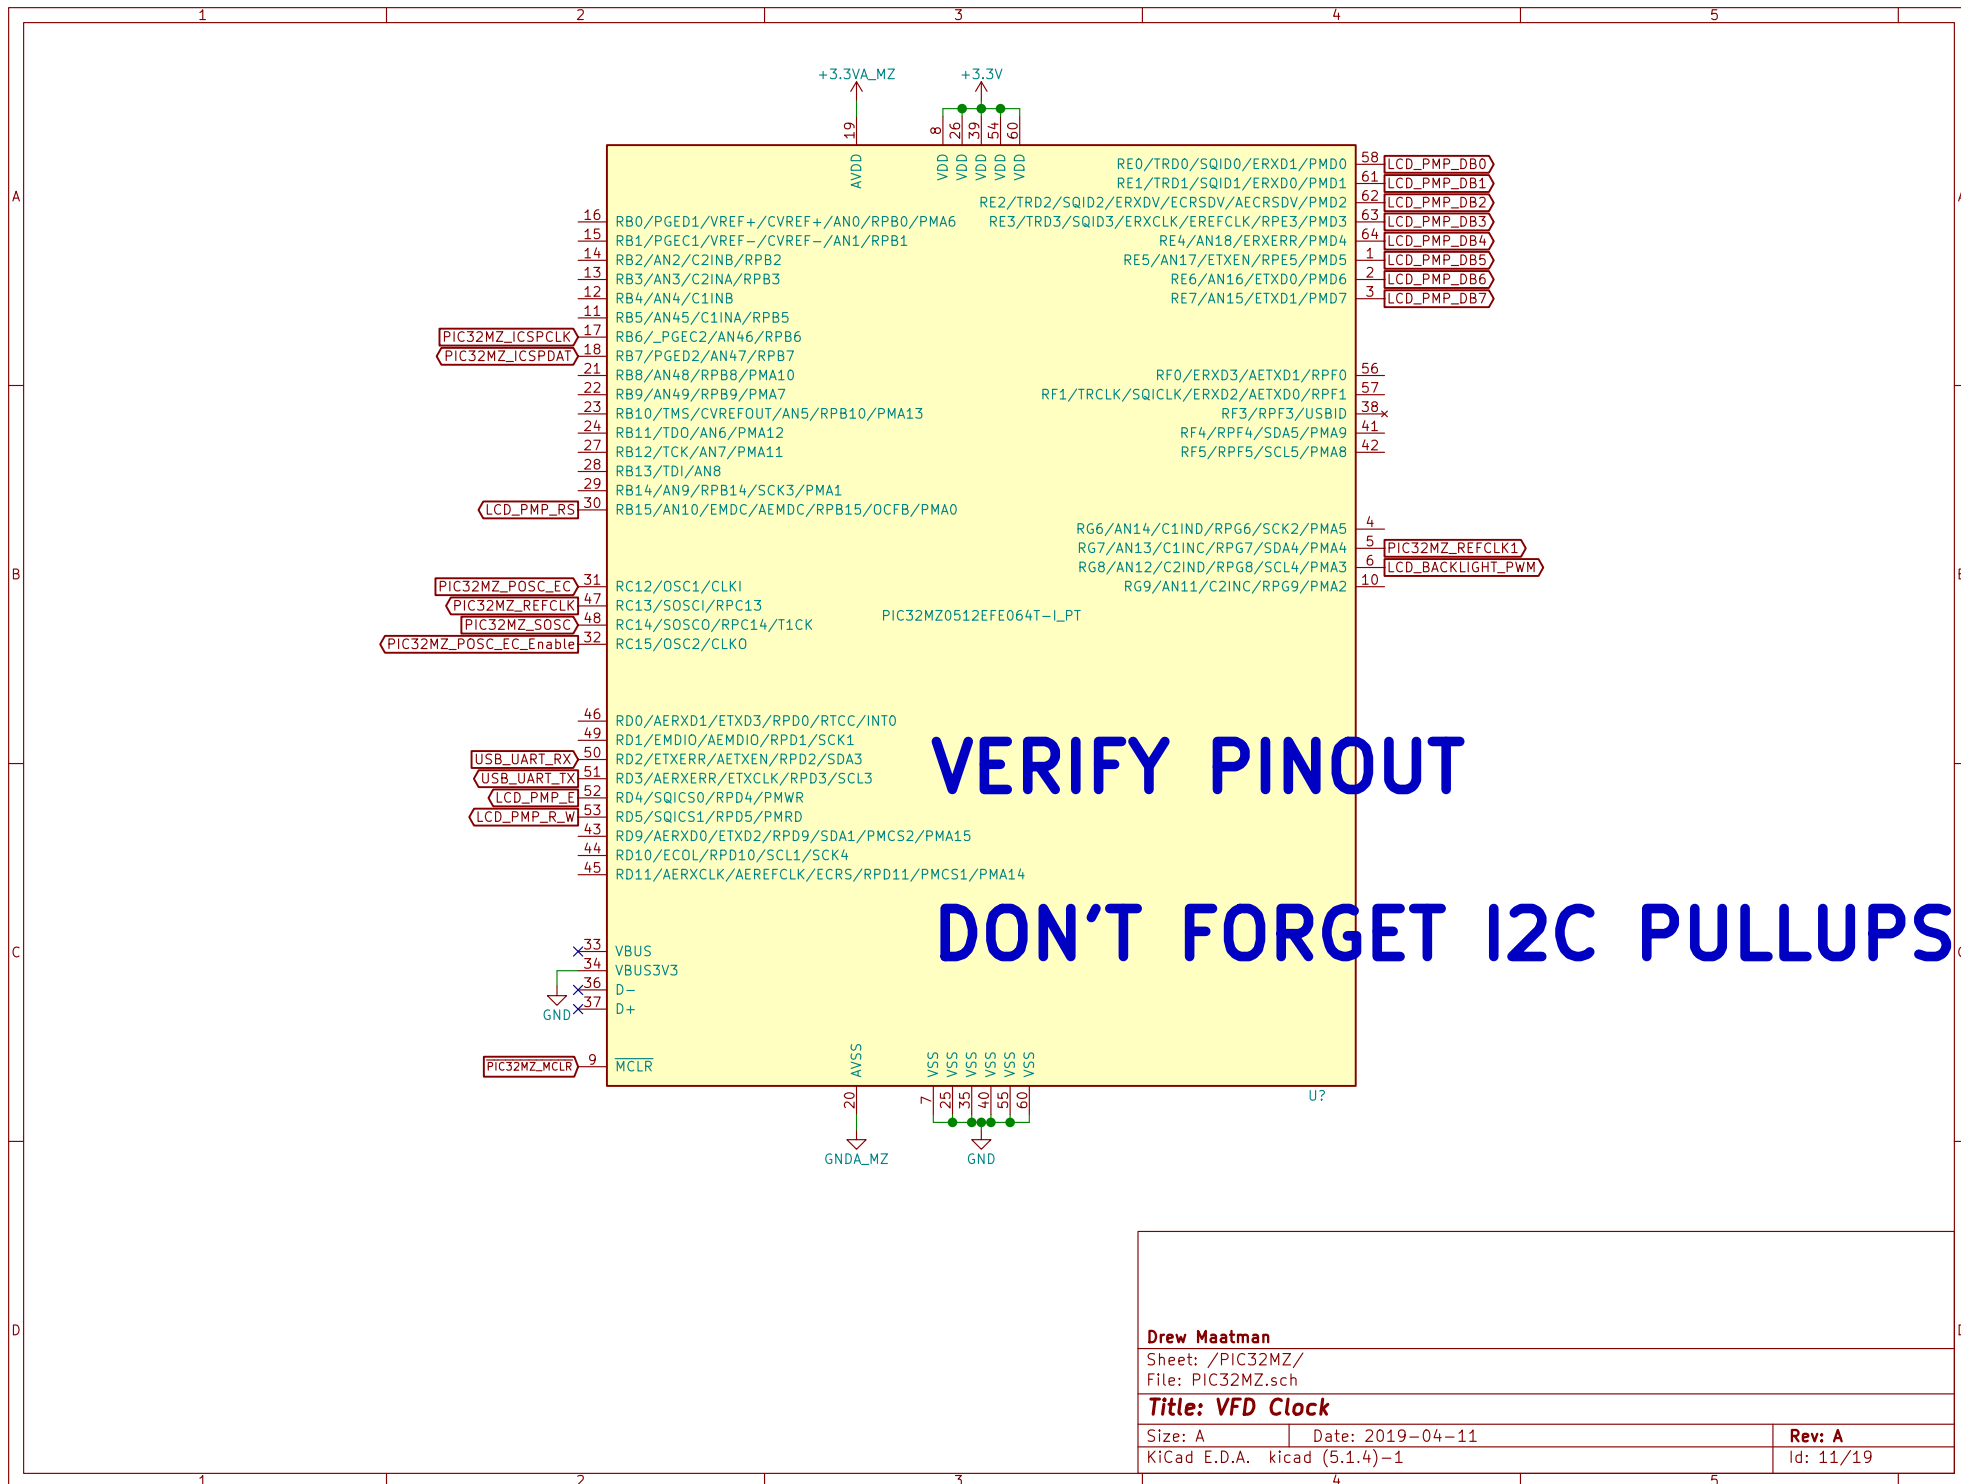 1 2 3 4 5
+3.3VA_MZ +3.3V
19 8 26 39 54 60
AVDD VDD VDD VDD VDD VDD
A
RE0/TRD0/SQID0/ERXD1/PMD0 58 LCD_PMP_DB0
RE1/TRD1/SQID1/ERXD0/PMD1 61 LCD_PMP_DB1
RE2/TRD2/SQID2/ERXDV/ECRSDV/AECRSDV/PMD2 62 LCD_PMP_DB2
16 RB0/PGED1/VREF+/CVREF+/AN0/RPB0/PMA6 RE3/TRD3/SQID3/ERXCLK/EREFCLK/RPE3/PMD3 63 LCD_PMP_DB3
15 RB1/PGEC1/VREF-/CVREF-/AN1/RPB1 RE4/AN18/ERXERR/PMD4 64 LCD_PMP_DB4
14 RB2/AN2/C2INB/RPB2 RE5/AN17/ETXEN/RPE5/PMD5 1 LCD_PMP_DB5
13 RB3/AN3/C2INA/RPB3 RE6/AN16/ETXD0/PMD6 2 LCD_PMP_DB6
12 RB4/AN4/C1INB RE7/AN15/ETXD1/PMD7 3 LCD_PMP_DB7
11 RB5/AN45/C1INA/RPB5
PIC32MZ_ICSPCLK 17 RB6/_PGEC2/AN46/RPB6
PIC32MZ_ICSPDAT 18 RB7/PGED2/AN47/RPB7
21 RB8/AN48/RPB8/PMA10 RF0/ERXD3/AETXD1/RPF0 56
22 RB9/AN49/RPB9/PMA7 RF1/TRCLK/SQICLK/ERXD2/AETXD0/RPF1 57
23 RB10/TMS/CVREFOUT/AN5/RPB10/PMA13 RF3/RPF3/USBID 38
24 RB11/TDO/AN6/PMA12 RF4/RPF4/SDA5/PMA9 41
27 RB12/TCK/AN7/PMA11 RF5/RPF5/SCL5/PMA8 42
28 RB13/TDI/AN8
29 RB14/AN9/RPB14/SCK3/PMA1
LCD_PMP_RS 30 RB15/AN10/EMDC/AEMDC/RPB15/OCFB/PMA0
RG6/AN14/C1IND/RPG6/SCK2/PMA5 4
RG7/AN13/C1INC/RPG7/SDA4/PMA4 5 PIC32MZ_REFCLK1
RG8/AN12/C2IND/RPG8/SCL4/PMA3 6 LCD_BACKLIGHT_PWM
B
PIC32MZ_POSC_EC 31 RC12/OSC1/CLKI RG9/AN11/C2INC/RPG9/PMA2 10
PIC32MZ_REFCLK 47 RC13/SOSCI/RPC13
PIC32MZ0512EFE064T-I_PT
PIC32MZ_SOSC 48 RC14/SOSCO/RPC14/T1CK
PIC32MZ_POSC_EC_Enable 32 RC15/OSC2/CLKO
46 RD0/AERXD1/ETXD3/RPD0/RTCC/INT0
49 RD1/EMDIO/AEMDIO/RPD1/SCK1
USB_UART_RX 50 RD2/ETXERR/AETXEN/RPD2/SDA3
VERIFY PINOUT
USB_UART_TX 51 RD3/AERXERR/ETXCLK/RPD3/SCL3
LCD_PMP_E 52 RD4/SQICS0/RPD4/PMWR
LCD_PMP_R_W 53 RD5/SQICS1/RPD5/PMRD
43 RD9/AERXD0/ETXD2/RPD9/SDA1/PMCS2/PMA15
44 RD10/ECOL/RPD10/SCL1/SCK4
45 RD11/AERXCLK/AEREFCLK/ECRS/RPD11/PMCS1/PMA14
DON'T FORGET I2C PULLUPS
C
33 VBUS
34 VBUS3V3
36 D-
37 D+
GND
PIC32MZ_MCLR 9 MCLR
AVSS VSS VSS VSS VSS VSS VSS
20 7 25 35 40 55 60
U?
GNDA_MZ GND
D
Drew Maatman
Sheet: /PIC32MZ/
File: PIC32MZ.sch
Title: VFD Clock
Size: A Date: 2019-04-11 Rev: A
KiCad E.D.A. kicad (5.1.4)-1 Id: 11/19
1 2 3 4 5